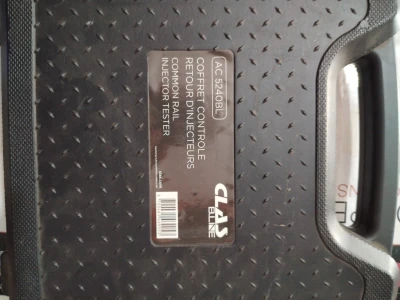 AC 5240BL
COFFRET CONTROLE
RETOUR D'INJECTEURS
COMMON RAIL
INJECTOR TESTER
CLAS